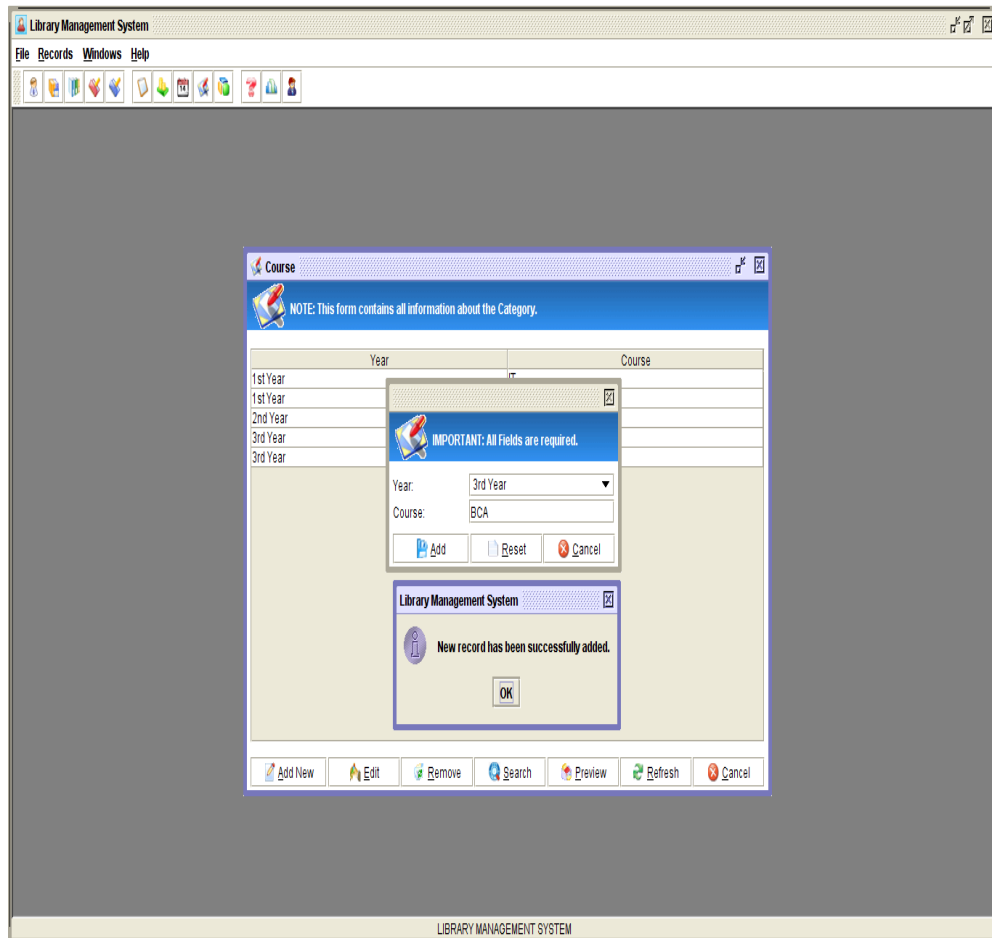 Library Management System
File Records Windows Help
14
Course
NOTE: This form contains all information about the Category.
Year Course
1st Year IT
1st Year
2nd Year
3rd Year
3rd Year
IMPORTANT: All Fields are required.
Year: 3rd Year
Course: BCA
Add Reset Cancel
Library Management System
New record has been successfully added.
OK
Add New Edit Remove Search Preview Refresh Cancel
LIBRARY MANAGEMENT SYSTEM